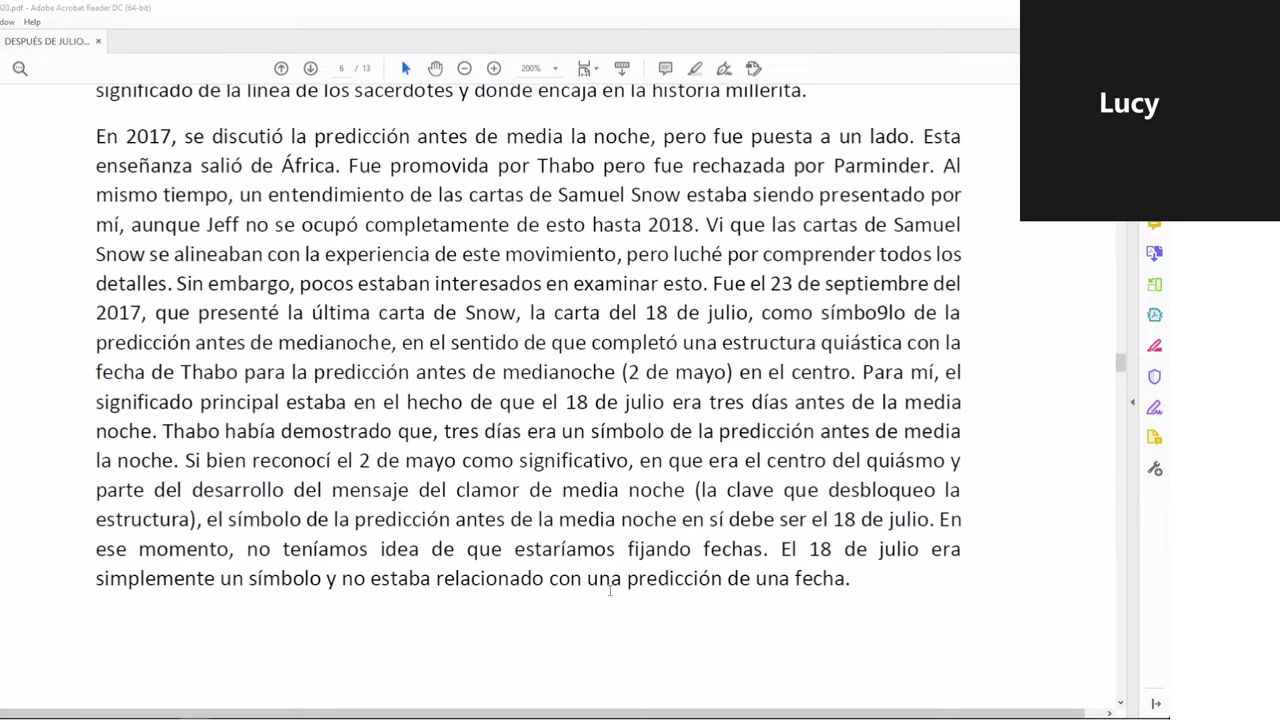 020.pdf - Adobe Acrobat Reader DC (64-bit)
dow Help
DESPUÉS DE JULIO... ×
6 / 13 200%
Lucy
significado de la línea de los sacerdotes y donde encaja en la historia millerita.
En 2017, se discutió la predicción antes de media la noche, pero fue puesta a un lado. Esta
enseñanza salió de África. Fue promovida por Thabo pero fue rechazada por Parminder. Al
mismo tiempo, un entendimiento de las cartas de Samuel Snow estaba siendo presentado por
mí, aunque Jeff no se ocupó completamente de esto hasta 2018. Vi que las cartas de Samuel
Snow se alineaban con la experiencia de este movimiento, pero luché por comprender todos los
detalles. Sin embargo, pocos estaban interesados en examinar esto. Fue el 23 de septiembre del
2017, que presenté la última carta de Snow, la carta del 18 de julio, como símbo9lo de la
predicción antes de medianoche, en el sentido de que completó una estructura quiástica con la
fecha de Thabo para la predicción antes de medianoche (2 de mayo) en el centro. Para mí, el
significado principal estaba en el hecho de que el 18 de julio era tres días antes de la media
noche. Thabo había demostrado que, tres días era un símbolo de la predicción antes de media
la noche. Si bien reconocí el 2 de mayo como significativo, en que era el centro del quiásmo y
parte del desarrollo del mensaje del clamor de media noche (la clave que desbloqueo la
estructura), el símbolo de la predicción antes de la media noche en sí debe ser el 18 de julio. En
ese momento, no teníamos idea de que estaríamos fijando fechas. El 18 de julio era
simplemente un símbolo y no estaba relacionado con una predicción de una fecha.